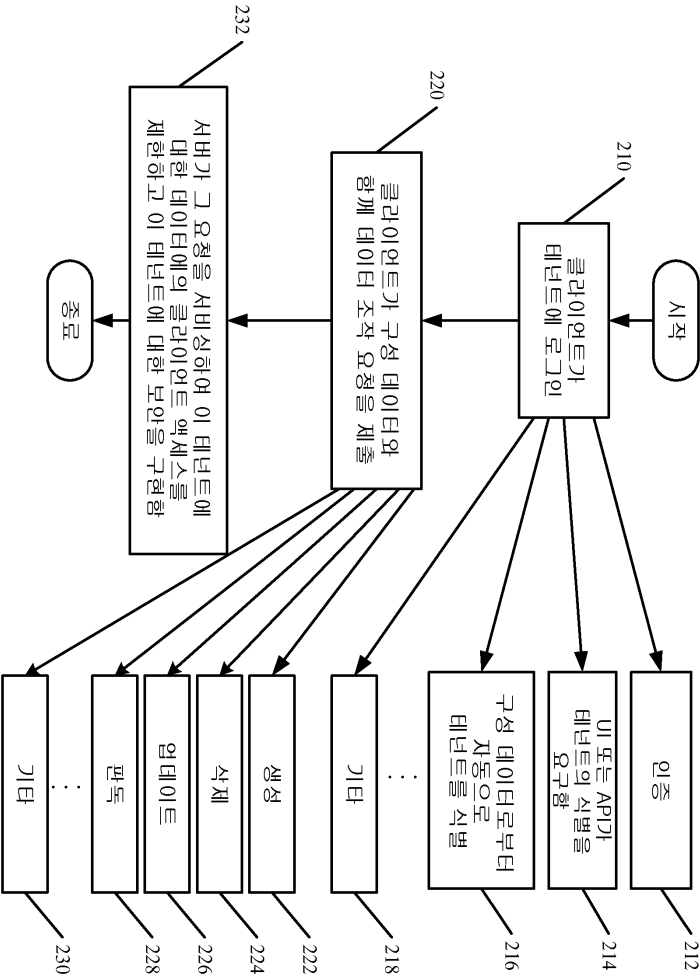 시작
210
클라이언트가
테넌트에 로그인
인증
212
UI 또는 API가
테넌트의 식별을
요구함
214
구성 데이터로부터
자동으로
테넌트를 식별
216
. . .
기타
218
220
클라이언트가 구성 데이터와
함께 데이터 조작 요청을 제출
생성
222
삭제
224
업데이트
226
판독
228
. . .
기타
230
232
서버가 그 요청을 서비싱하여 이 테넌트에
대한 데이터에의 클라이언트 액세스를
제한하고 이 테넌트에 대한 보안을 구현함
종료